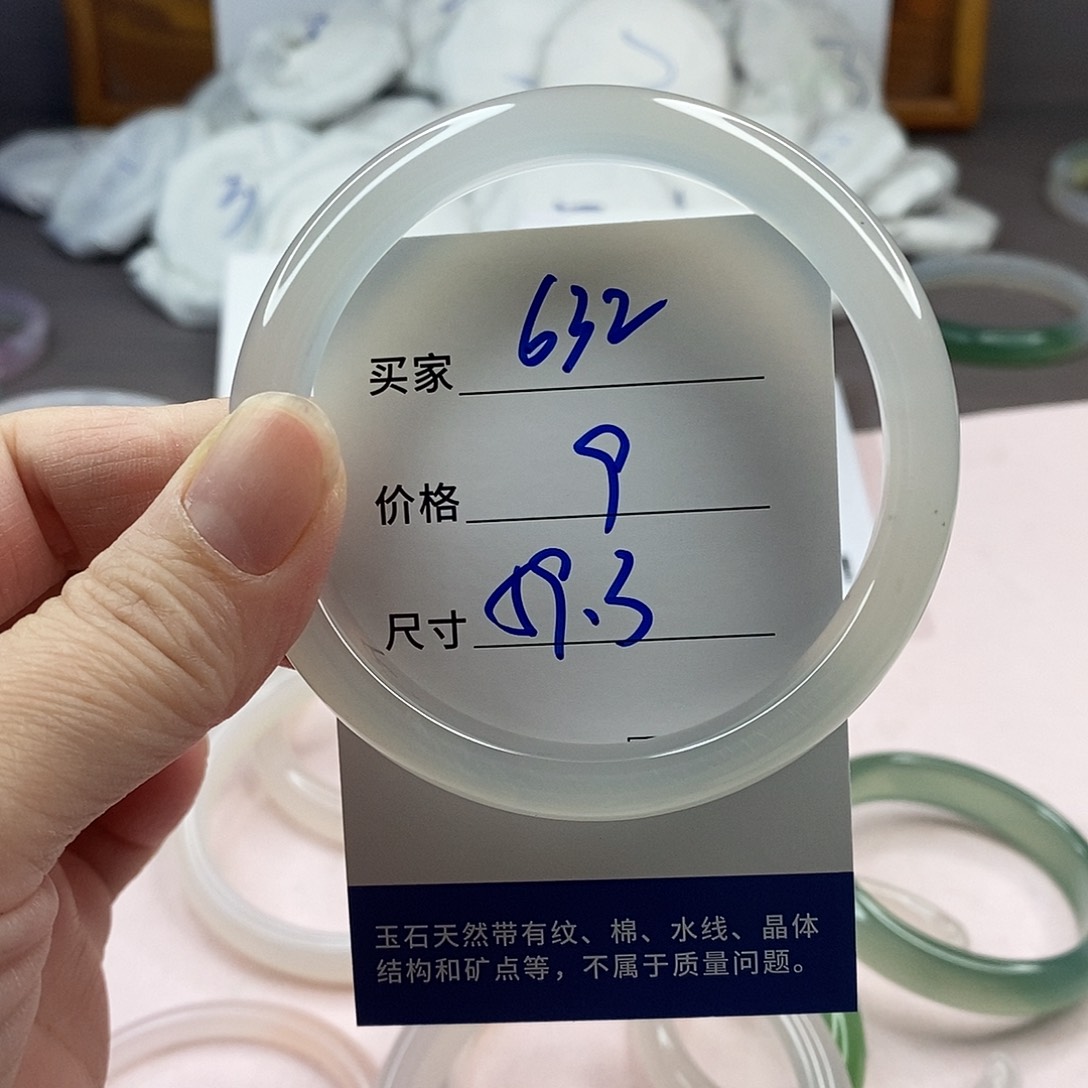 买家 632
价格 9
尺寸 59.3
玉石天然带有纹、棉、水线、晶体
结构和矿点等，不属于质量问题。